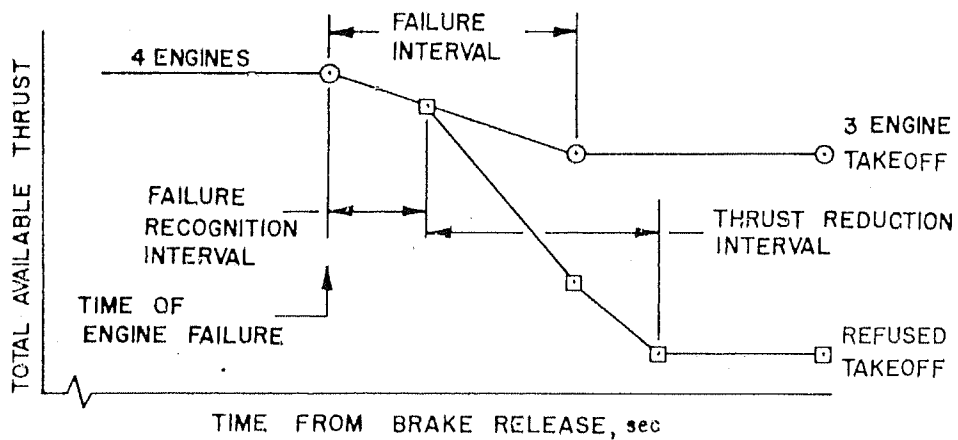 FAILURE
INTERVAL
4 ENGINES
3 ENGINE
TAKEOFF
FAILURE
RECOGNITION
INTERVAL
THRUST REDUCTION
INTERVAL
TIME OF
ENGINE FAILURE
REFUSED
TAKEOFF
TOTAL AVAILABLE THRUST
TIME FROM BRAKE RELEASE, sec